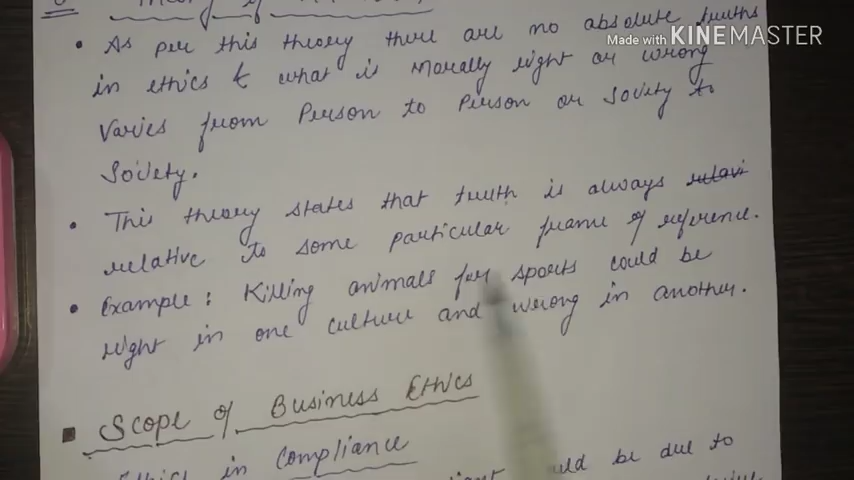 Theory of
• As per this theory there are no absolute truths
in ethics & what is morally right or wrong
varies from Person to Person or Society to
Society.
• This theory states that truth is always
relative to some particular frame of reference.
• Example: Killing animals for sports could be
right in one culture and wrong in another.
Scope of Business Ethics
Ethics in Compliance
be due to
Made with KINEMASTER